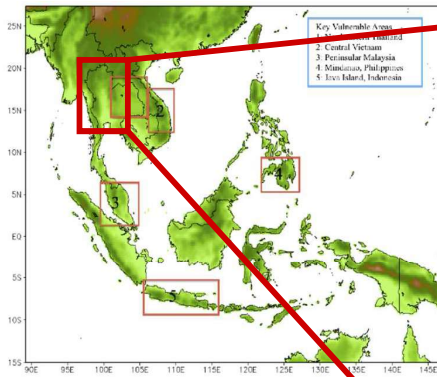 Key Vulnerable Areas
Thailand
2: Central Vietnam
3: Peninsular Malaysia
4: Mindanao, Philippines
5: Java Island, Indonesia
25N
20N
2
15N
10N
4
5N
3
EQ
5S
5
10S
15S
90E 95E 100E 105E 110E 115E 120E 125E 130E 135E 140E 145E